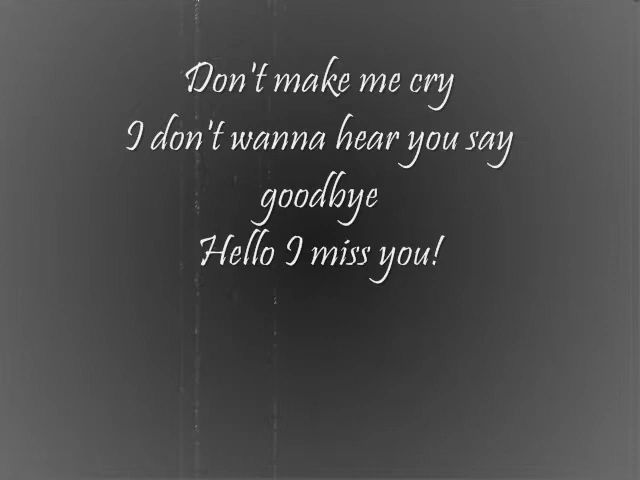 Don't make me cry
I don't wanna hear you say
goodbye
Hello I miss you!